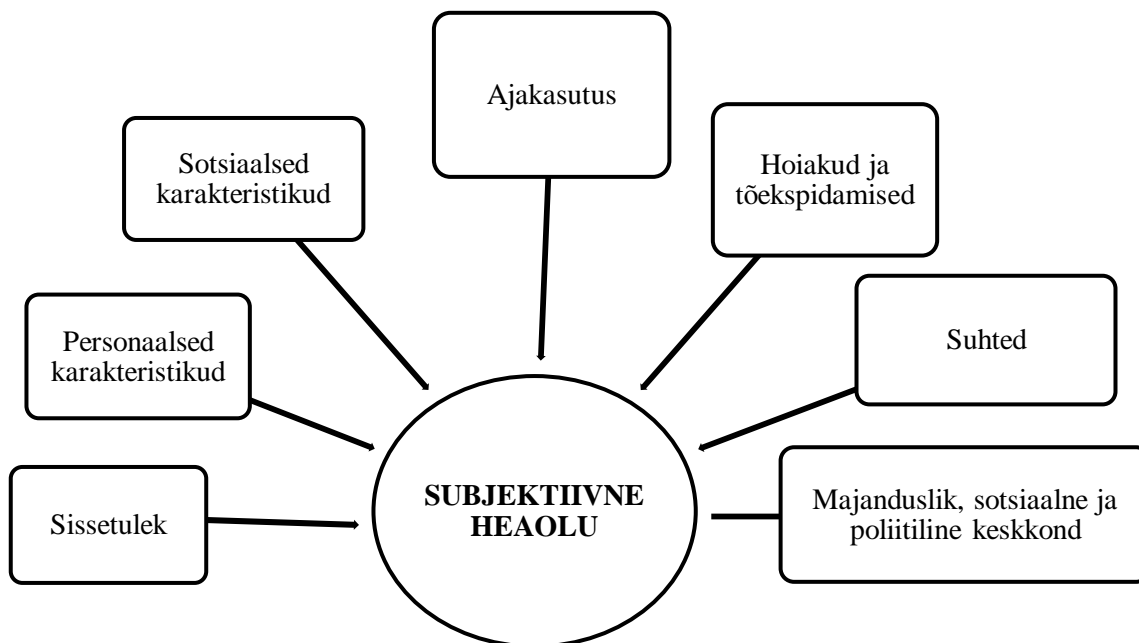 Ajakasutus
Sotsiaalsed
karakteristikud
Hoiakud ja
tõekspidamised
Personaalsed
karakteristikud
Suhted
Sissetulek
SUBJEKTIIVNE
HEAOLU
Majanduslik, sotsiaalne ja
poliitiline keskkond